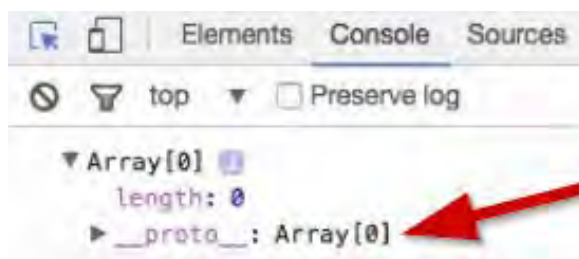 Elements Console Sources
top ▼ Preserve log
▼ Array[0] i
length: 0
▶ __proto__: Array[0]